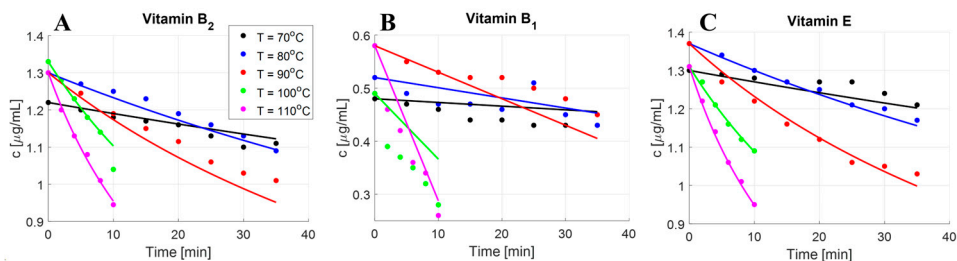 A
Vitamin B2
T = 70°C
T = 80°C
T = 90°C
T = 100°C
T = 110°C
c [µg/mL]
1.4
1.3
1.2
1.1
1
0.9
0
10
20
30
40
Time [min]
B
Vitamin B1
c [µg/mL]
0.6
0.5
0.4
0.3
0.2
0
10
20
30
40
Time [min]
C
Vitamin E
c [µg/mL]
1.4
1.3
1.2
1.1
1
0.9
0
10
20
30
40
Time [min]